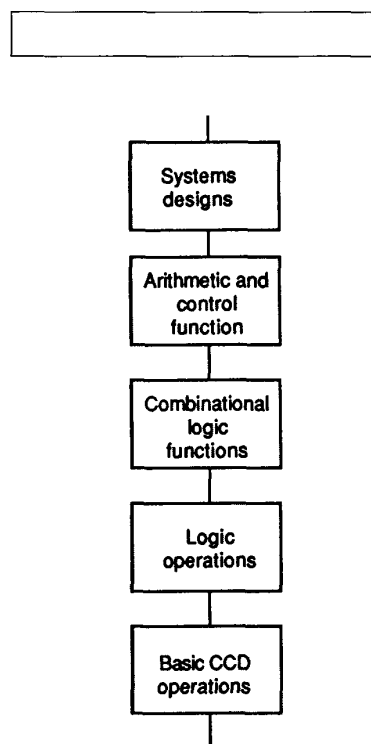 Systems
designs
Arithmetic and
control
function
Combinational
logic
functions
Logic
operations
Basic CCD
operations